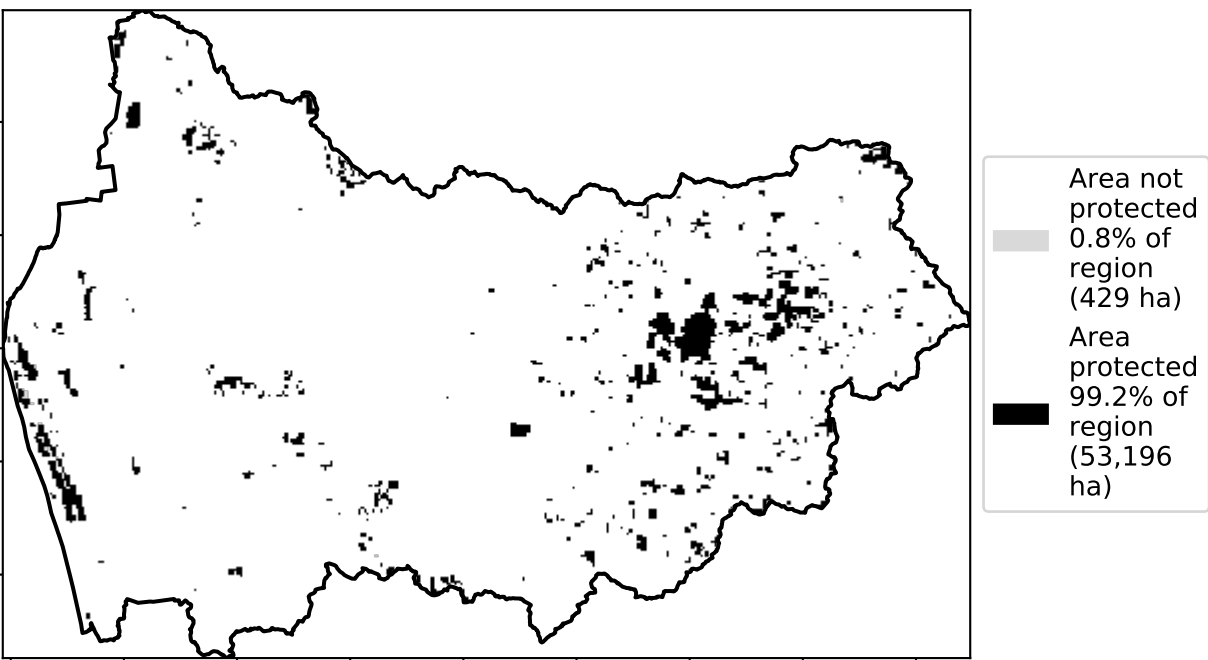 Area not
protected
0.8% of
region
(429 ha)
Area
protected
99.2% of
region
(53,196
ha)